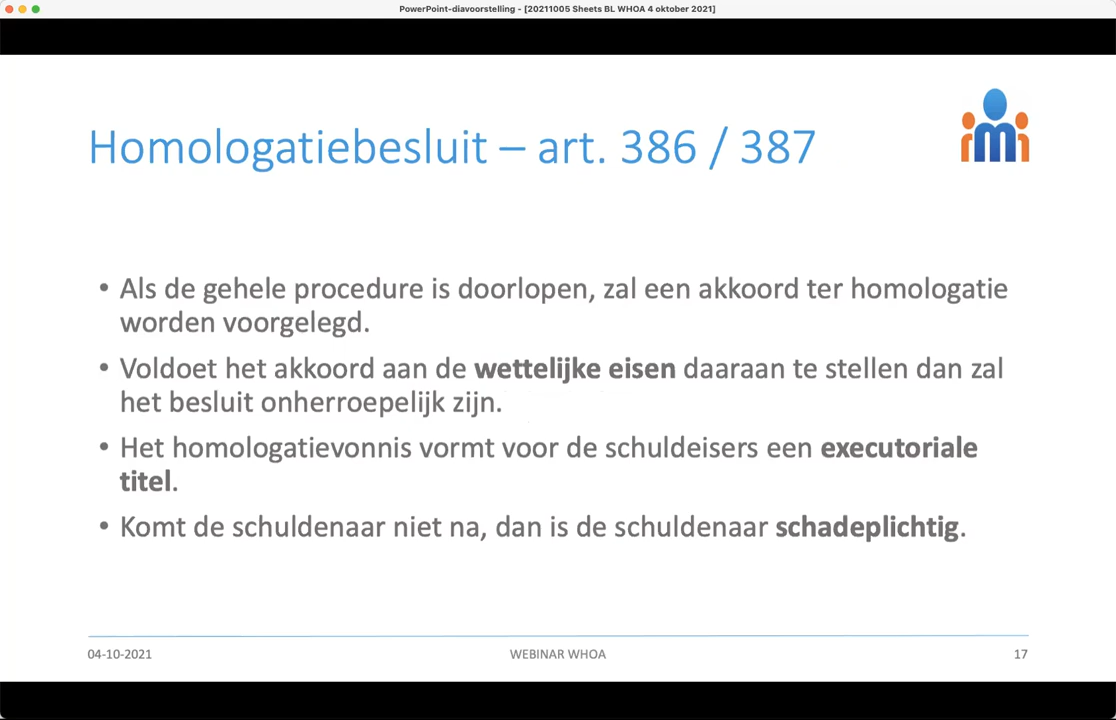 PowerPoint-diavoorstelling - [20211005 Sheets BL WHOA 4 oktober 2021]
Homologatiebesluit – art. 386 / 387
• Als de gehele procedure is doorlopen, zal een akkoord ter homologatie
worden voorgelegd.
• Voldoet het akkoord aan de wettelijke eisen daaraan te stellen dan zal
het besluit onherroepelijk zijn.
• Het homologatievonnis vormt voor de schuldeisers een executoriale
titel.
• Komt de schuldenaar niet na, dan is de schuldenaar schadeplichtig.
04-10-2021
WEBINAR WHOA
17